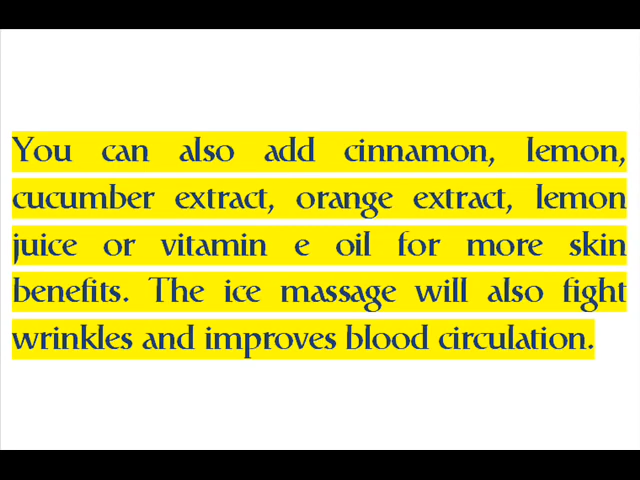 You can also add cinnamon, lemon,
cucumber extract, orange extract, lemon
juice or vitamin e oil for more skin
benefits. The ice massage will also fight
wrinkles and improves blood circulation.